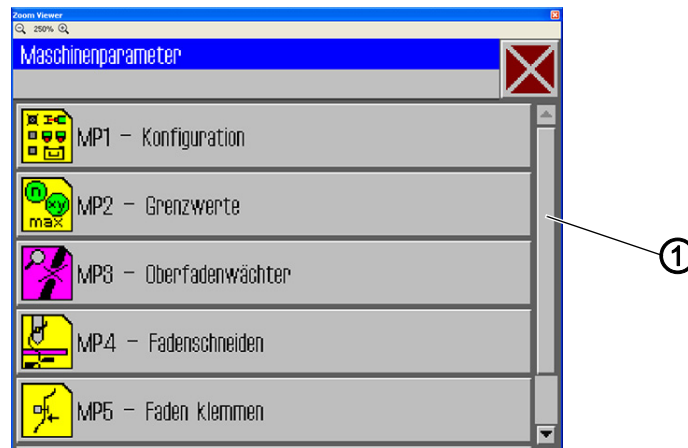 Zoom Viewer
250%
Maschinenparameter
MP1 - Konfiguration
n xy
max
MP2 - Grenzwerte
MP3 - Oberfadenwächter
MP4 - Fadenschneiden
MP5 - Faden klemmen
1